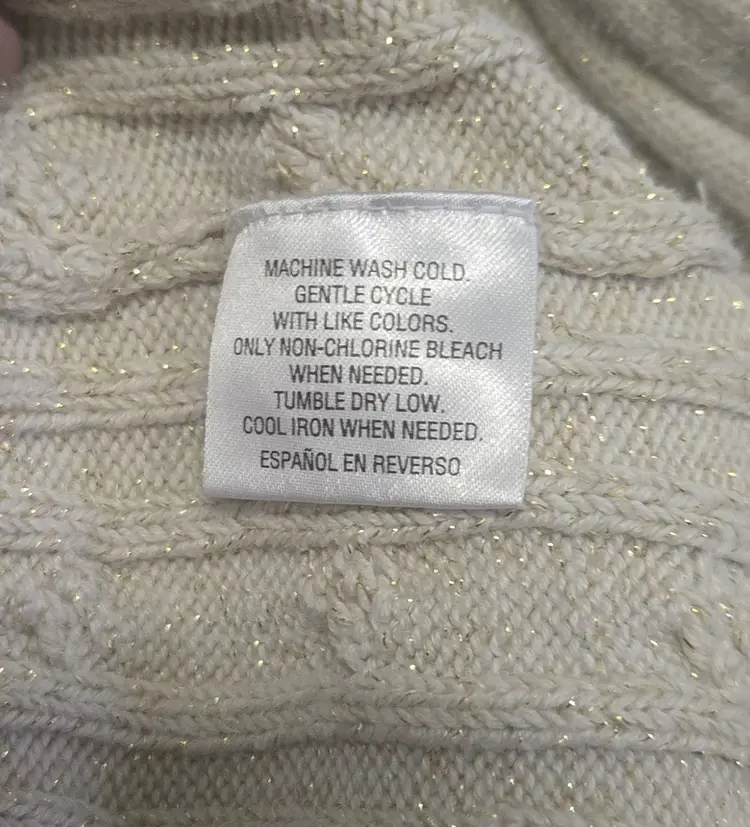 MACHINE WASH COLD.
GENTLE CYCLE
WITH LIKE COLORS.
ONLY NON-CHLORINE BLEACH
WHEN NEEDED.
TUMBLE DRY LOW.
COOL IRON WHEN NEEDED.
ESPAÑOL EN REVERSO